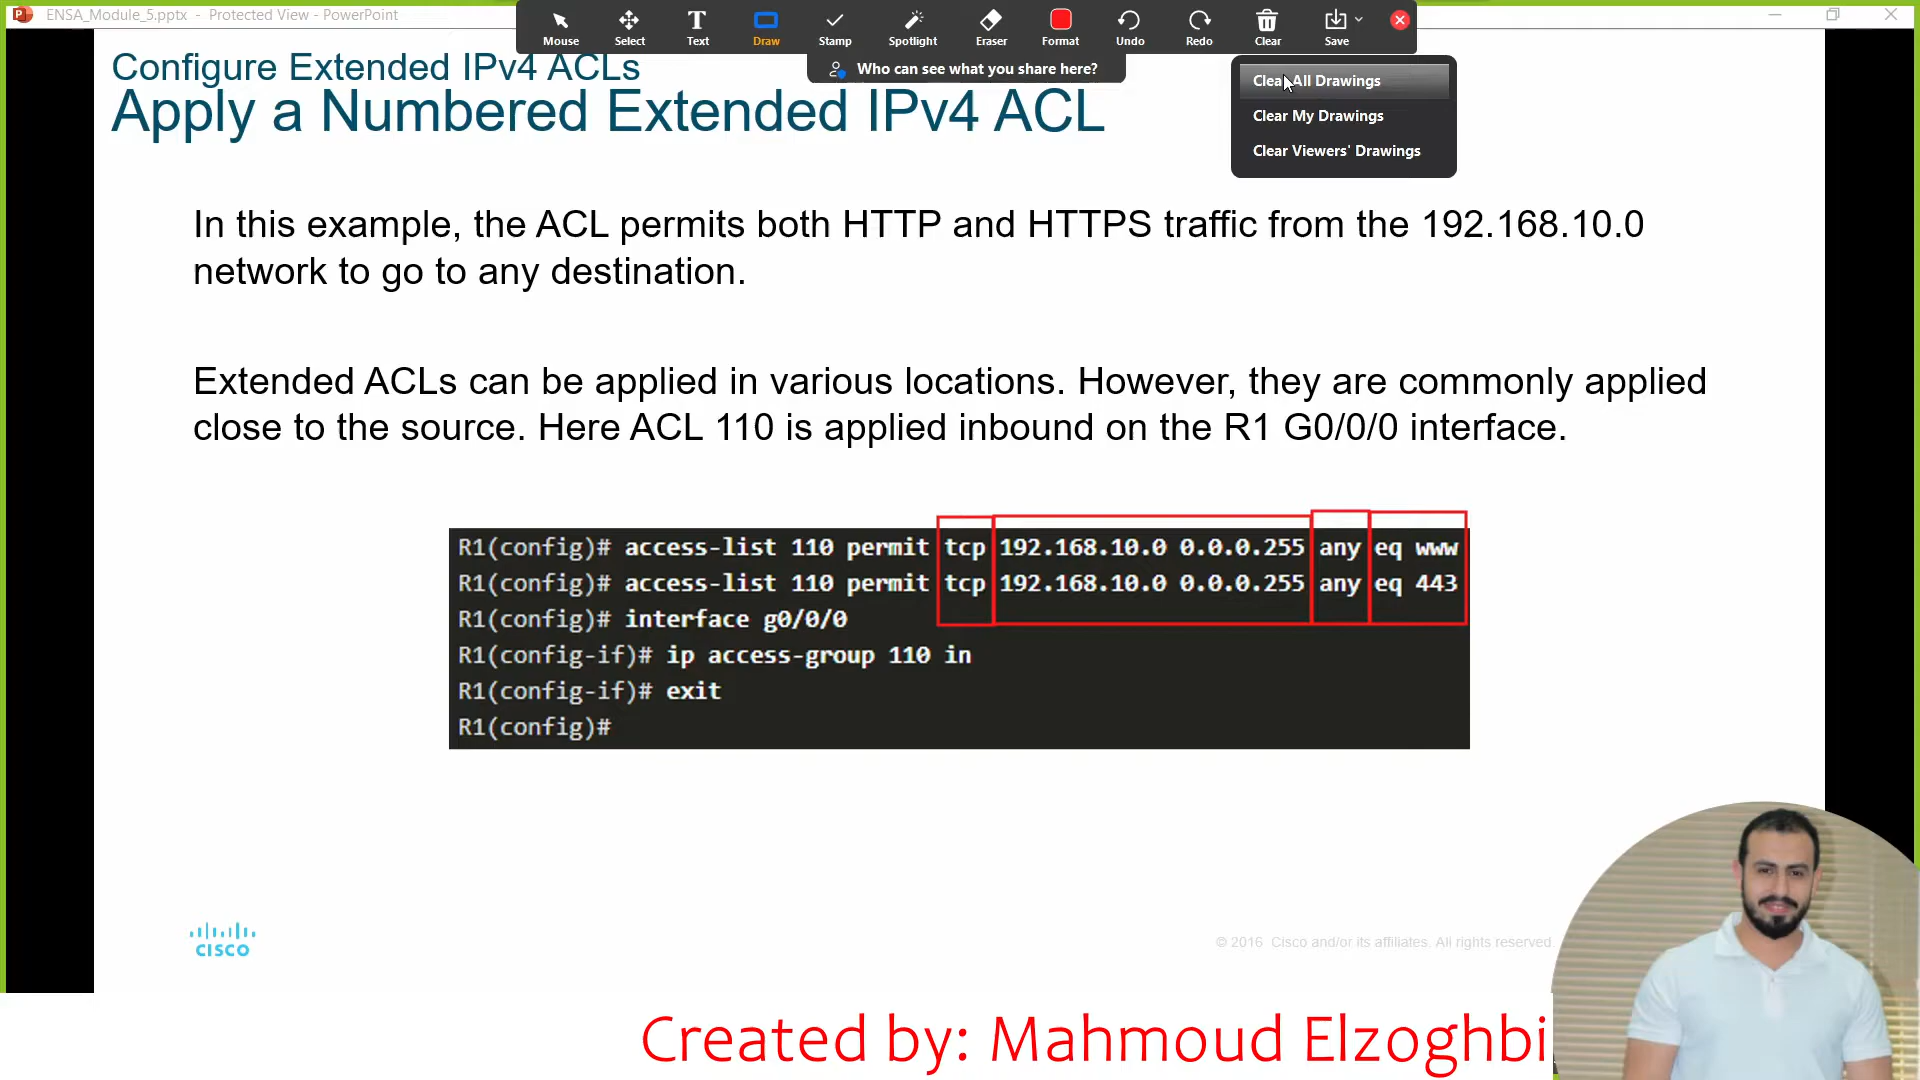 ENSA_Module_5.pptx - Protected View - PowerPoint
Mouse
Select
Text
Draw
Stamp
Spotlight
Eraser
Format
Undo
Redo
Clear
Save
Who can see what you share here?
Clear All Drawings
Clear My Drawings
Clear Viewers' Drawings
Configure Extended IPv4 ACLs
Apply a Numbered Extended IPv4 ACL
In this example, the ACL permits both HTTP and HTTPS traffic from the 192.168.10.0
network to go to any destination.
Extended ACLs can be applied in various locations. However, they are commonly applied
close to the source. Here ACL 110 is applied inbound on the R1 G0/0/0 interface.
R1(config)# access-list 110 permit tcp 192.168.10.0 0.0.0.255 any eq www
R1(config)# access-list 110 permit tcp 192.168.10.0 0.0.0.255 any eq 443
R1(config)# interface g0/0/0
R1(config-if)# ip access-group 110 in
R1(config-if)# exit
R1(config)#
CISCO
© 2016 Cisco and/or its affiliates. All rights reserved.
Created by: Mahmoud Elzoghbi